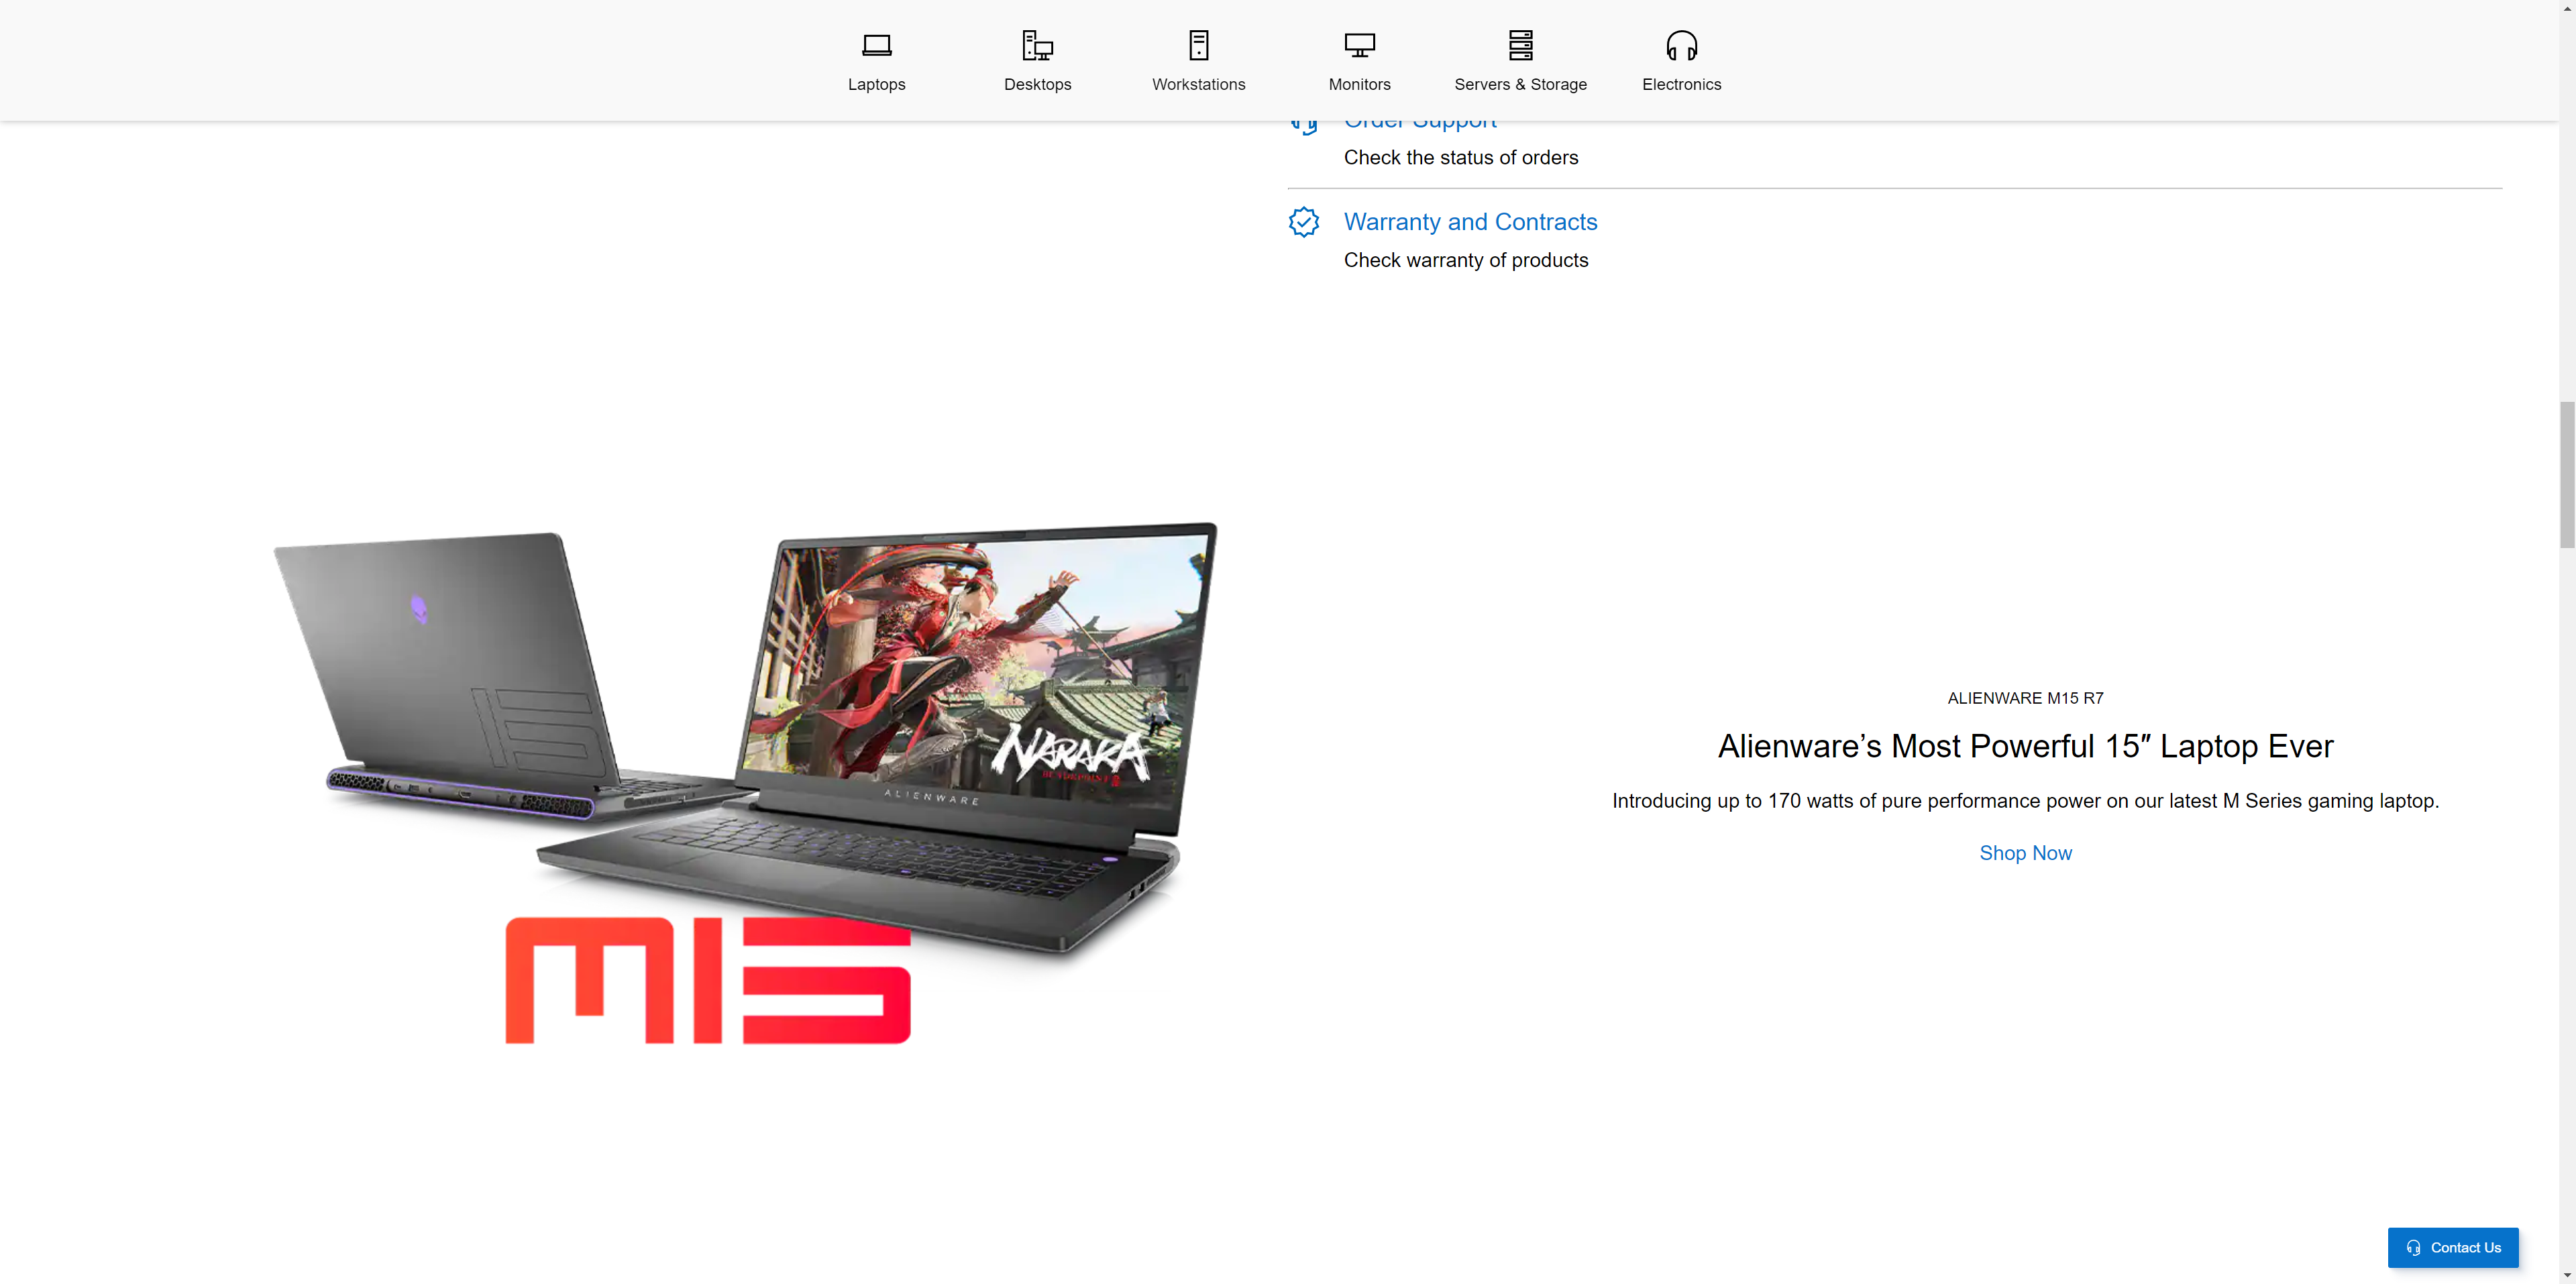 Laptops
Desktops
Workstations
Monitors
Servers & Storage
Electronics
Order Support
Check the status of orders
Warranty and Contracts
Check warranty of products
NARAKA
ALIENWARE
M15
ALIENWARE M15 R7
Alienware’s Most Powerful 15″ Laptop Ever
Introducing up to 170 watts of pure performance power on our latest M Series gaming laptop.
Shop Now
Contact Us